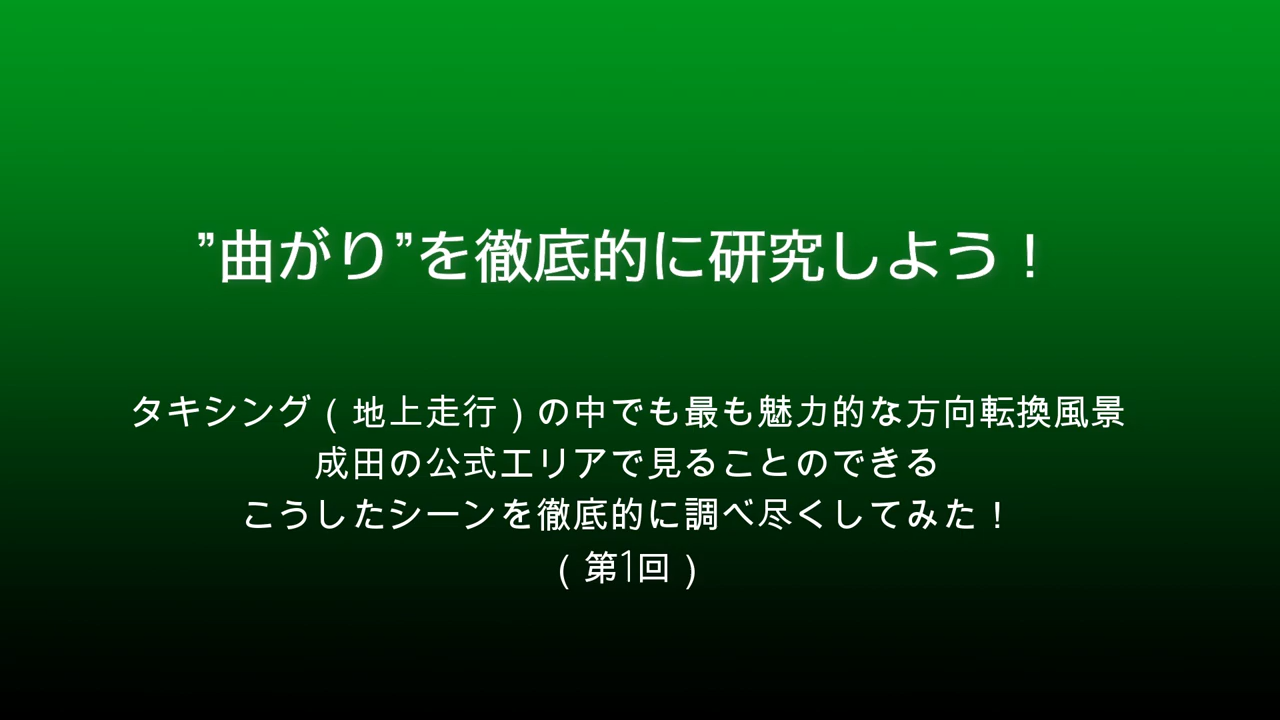 ”曲がり”を徹底的に研究しよう！
タキシング（地上走行）の中でも最も魅力的な方向転換風景
成田の公式エリアで見ることのできる
こうしたシーンを徹底的に調べ尽くしてみた！
（第1回）